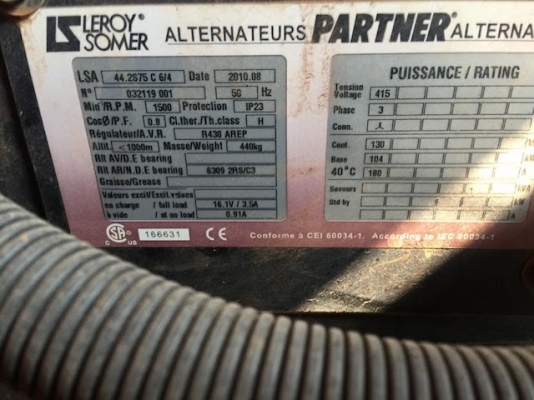 LEROY®
SOMER
ALTERNATEURS PARTNER® ALTERNA
LSA 44.2S75 C 6/4 Date 2010.08
N° 032119 001 50 Hz
Min⁻/R.P.M. 1500 Protection IP23
CosØ/P.F. 0.8 Cl.ther./Th.class H
Régulateur/A.V.R. R438 AREP
Altit. <1000m Masse/Weight 440kg
Rlt AV/D.E bearing
Rlt AR/N.D.E bearing 6309 2RS/C3
Graisse/Grease
Valeurs excit/Excit.values
en charge / full load 16.1V / 3.5A
à vide / at no load 0.91A
166631 CE
Conforme à CEI 60034-1. According to IEC 60034-1
PUISSANCE / RATING
Tension
Voltage 415
Phase 3
Conn.
Cont. 130
Base 104
40°C 180
Secours
Std by